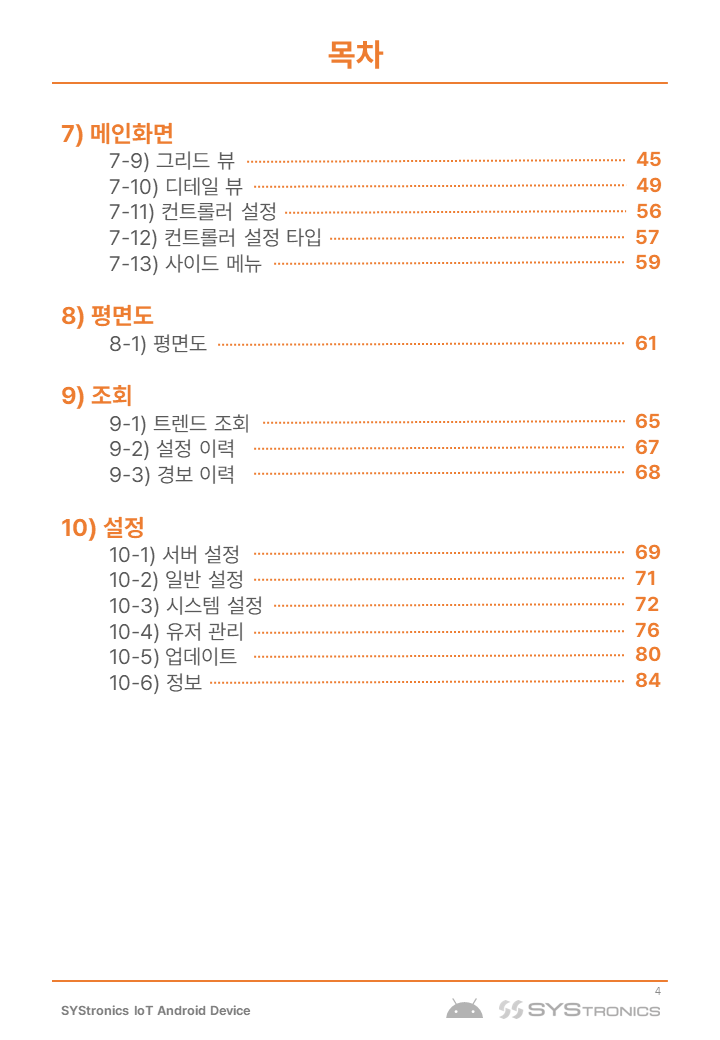 목차
7) 메인화면
7-9) 그리드 뷰 45
7-10) 디테일 뷰 49
7-11) 컨트롤러 설정 56
7-12) 컨트롤러 설정 타입 57
7-13) 사이드 메뉴 59
8) 평면도
8-1) 평면도 61
9) 조회
9-1) 트렌드 조회 65
9-2) 설정 이력 67
9-3) 경보 이력 68
10) 설정
10-1) 서버 설정 69
10-2) 일반 설정 71
10-3) 시스템 설정 72
10-4) 유저 관리 76
10-5) 업데이트 80
10-6) 정보 84
4
SYStronics IoT Android Device
SYSTRONICS